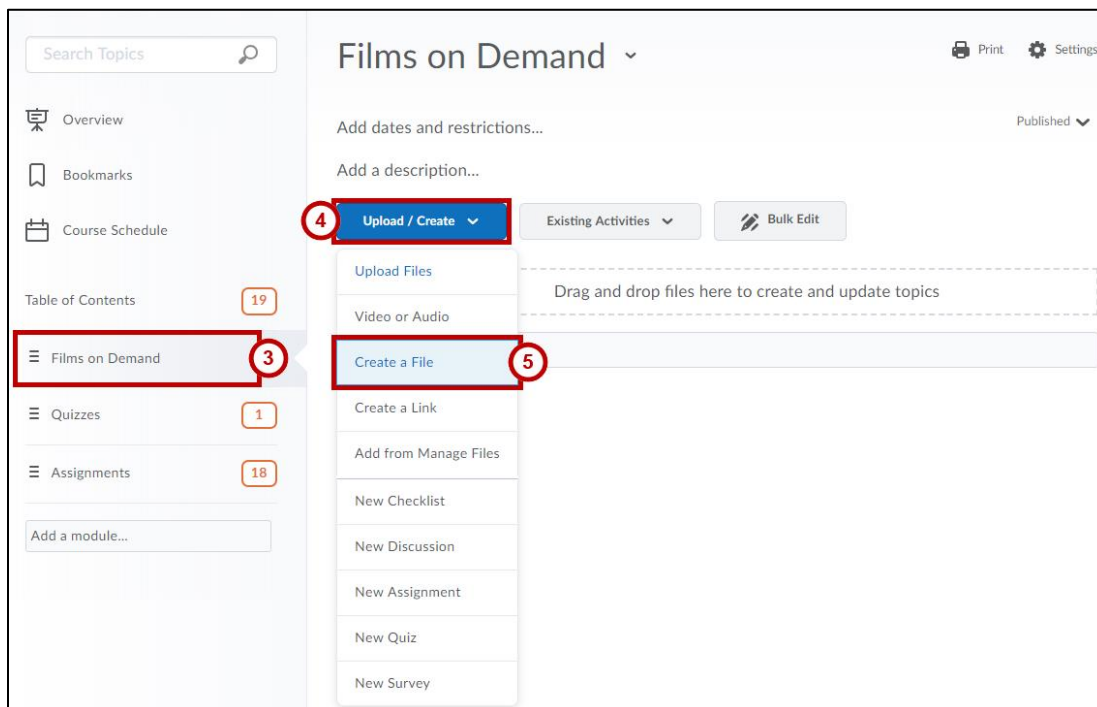 Search Topics
Overview
Bookmarks
Course Schedule
Table of Contents 19
Films on Demand 3
Quizzes 1
Assignments 18
Add a module...
Films on Demand
Print Settings
Add dates and restrictions...
Published
Add a description...
4 Upload / Create Existing Activities Bulk Edit
Upload Files
Drag and drop files here to create and update topics
Video or Audio
Create a File 5
Create a Link
Add from Manage Files
New Checklist
New Discussion
New Assignment
New Quiz
New Survey